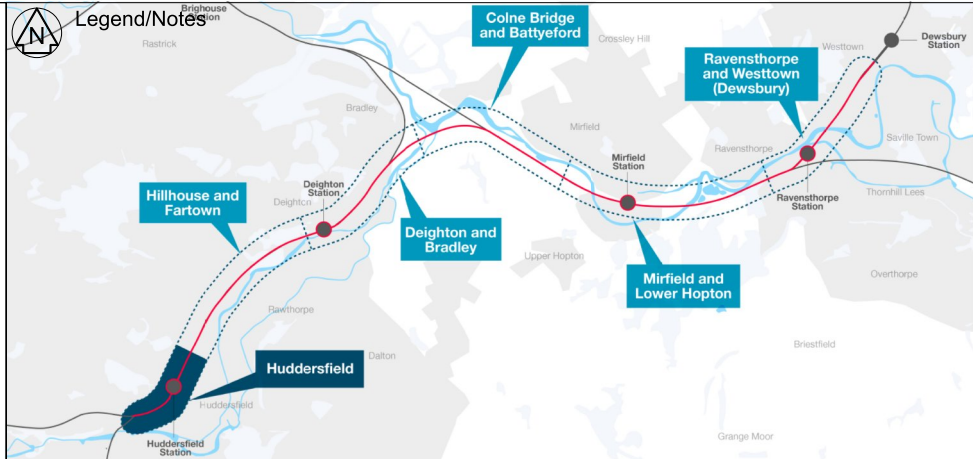 N
Legend/Notes
Brighouse
Station
Rastrick
Colne Bridge
and Battyeford
Crossley Hill
Westtown
Dewsbury
Station
Ravensthorpe
and Westtown
(Dewsbury)
Bradley
Mirfield
Ravensthorpe
Saville Town
Mirfield
Station
Thornhill Lees
Ravensthorpe
Station
Hillhouse and
Fartown
Deighton
Station
Deighton
Deighton and
Bradley
Upper Hopton
Mirfield and
Lower Hopton
Overthorpe
Rawthorpe
Briestfield
Dalton
Huddersfield
Huddersfield
Huddersfield
Station
Grange Moor